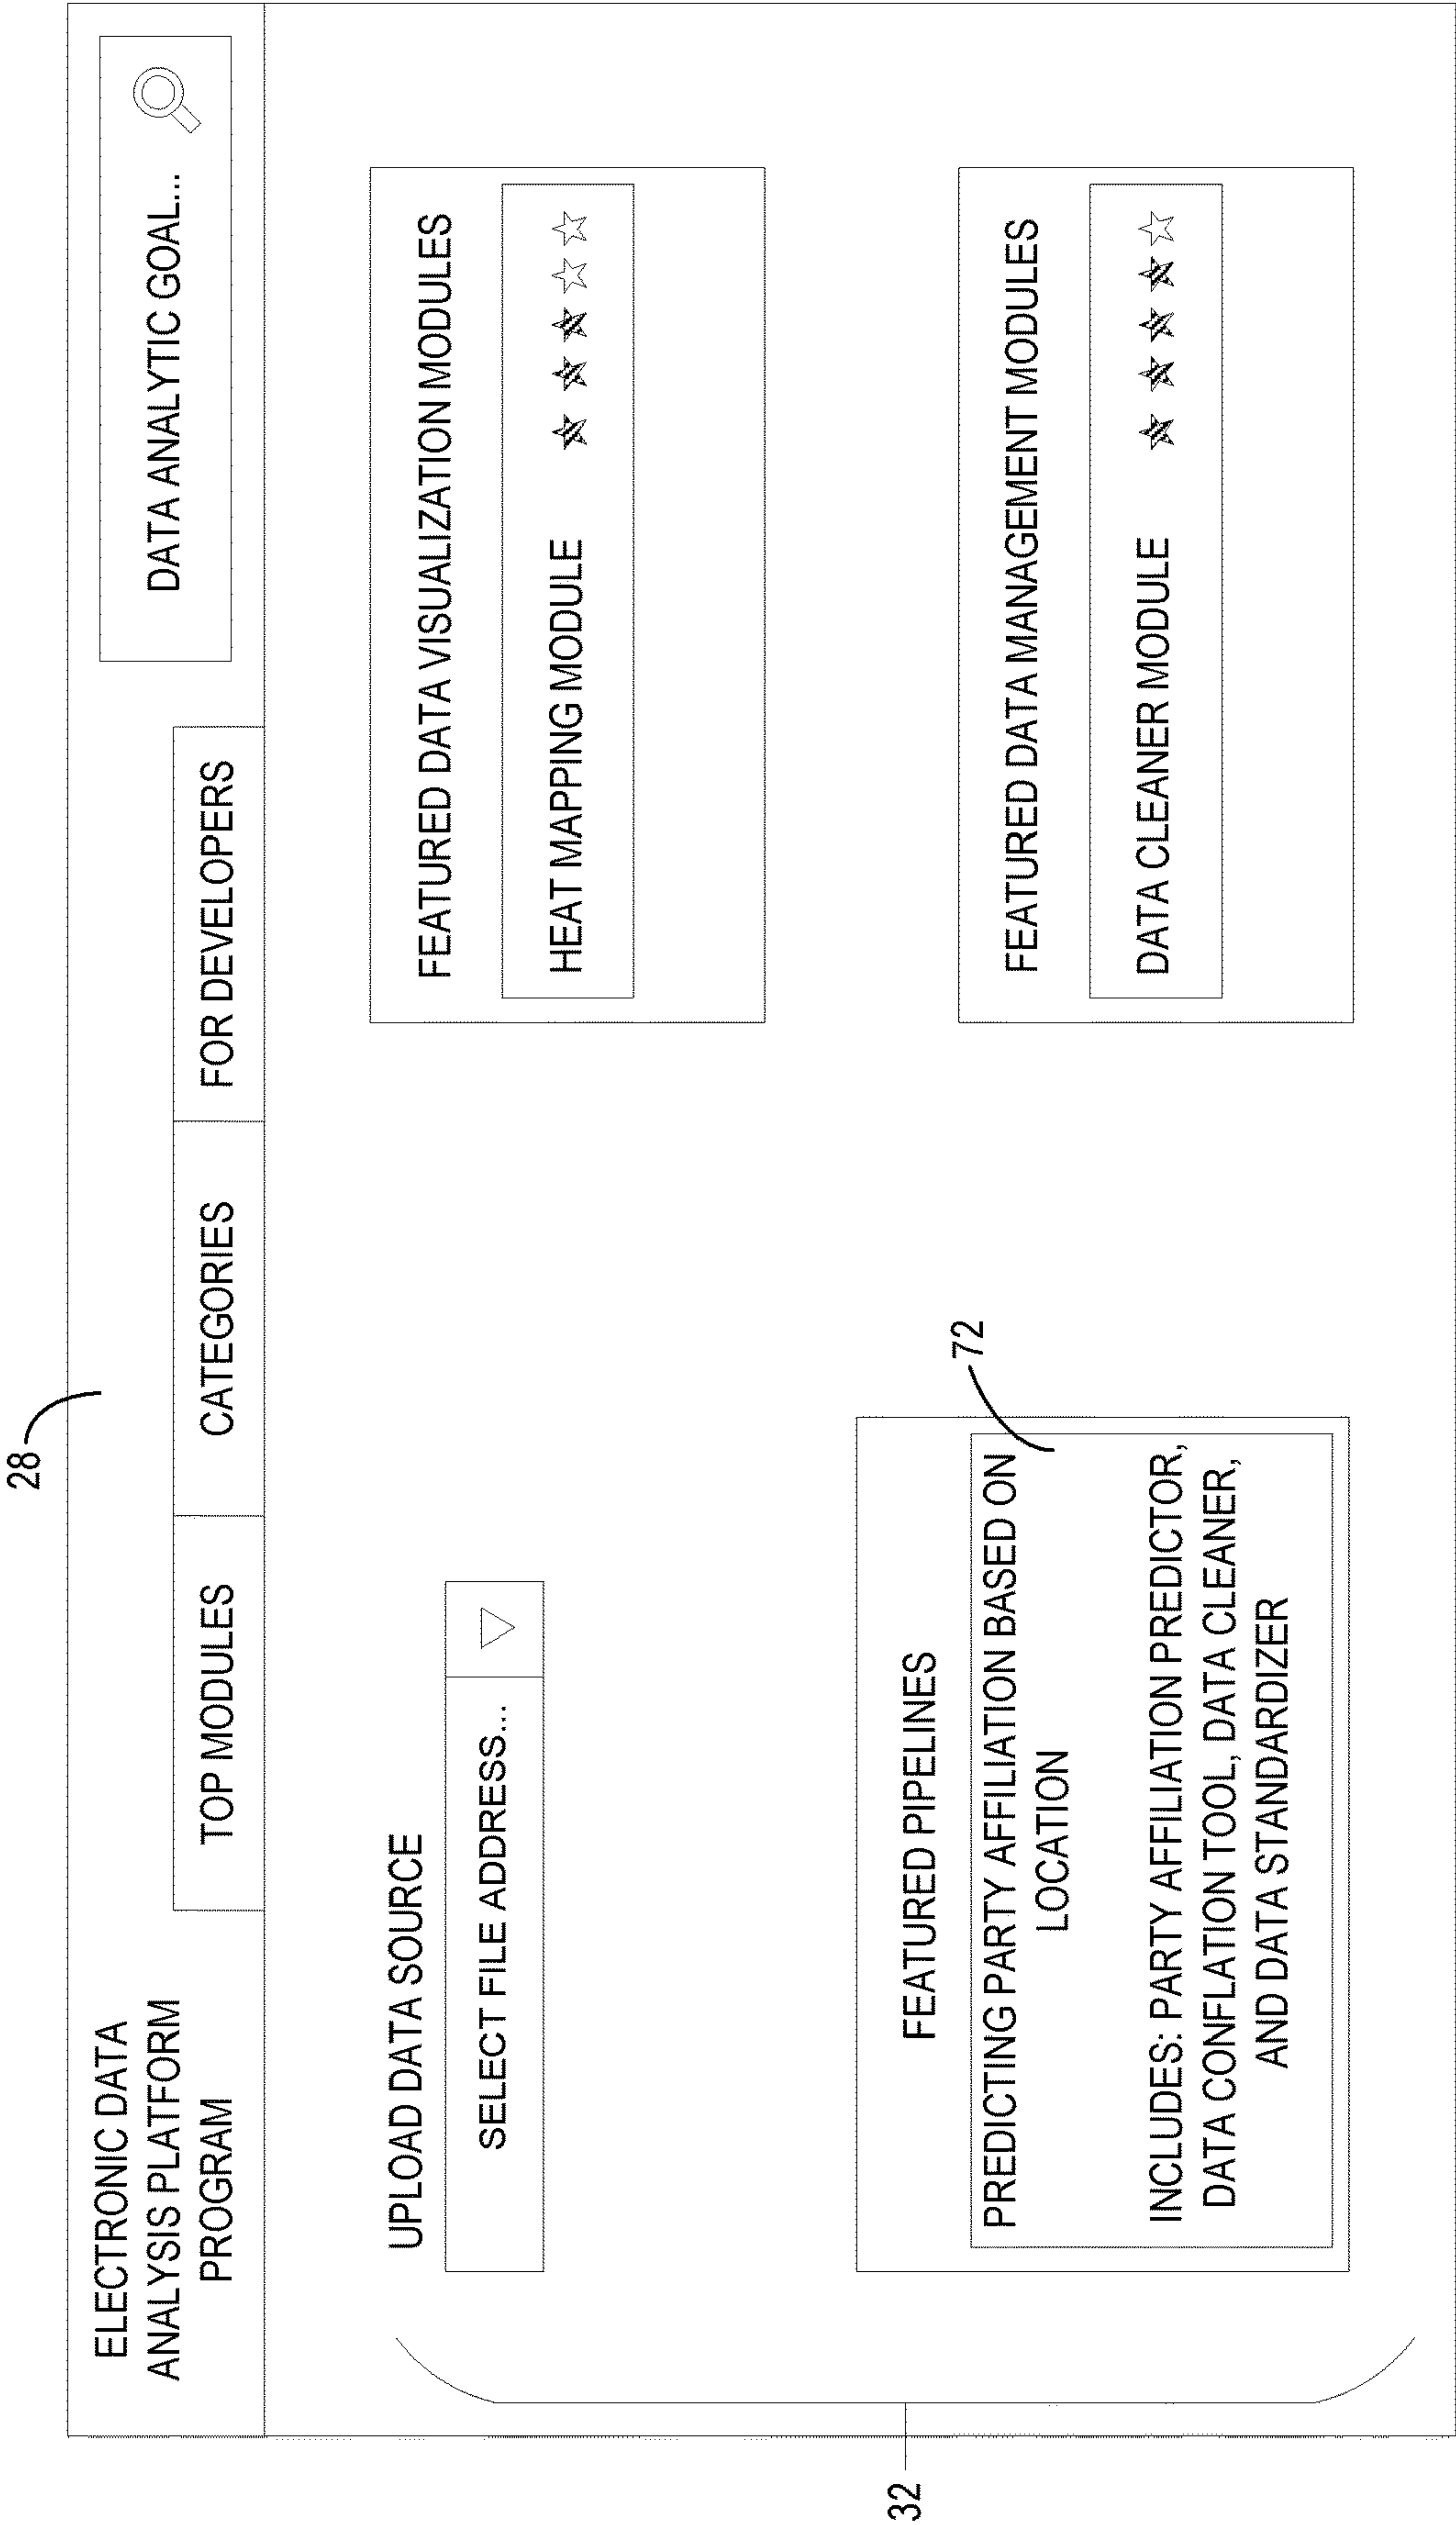 28
ELECTRONIC DATA
ANALYSIS PLATFORM
PROGRAM
TOP MODULES
CATEGORIES
FOR DEVELOPERS
DATA ANALYTIC GOAL...
32
UPLOAD DATA SOURCE
SELECT FILE ADDRESS...
FEATURED DATA VISUALIZATION MODULES
HEAT MAPPING MODULE
FEATURED PIPELINES
72
PREDICTING PARTY AFFILIATION BASED ON
LOCATION
INCLUDES: PARTY AFFILIATION PREDICTOR,
DATA CONFLATION TOOL, DATA CLEANER,
AND DATA STANDARDIZER
FEATURED DATA MANAGEMENT MODULES
DATA CLEANER MODULE